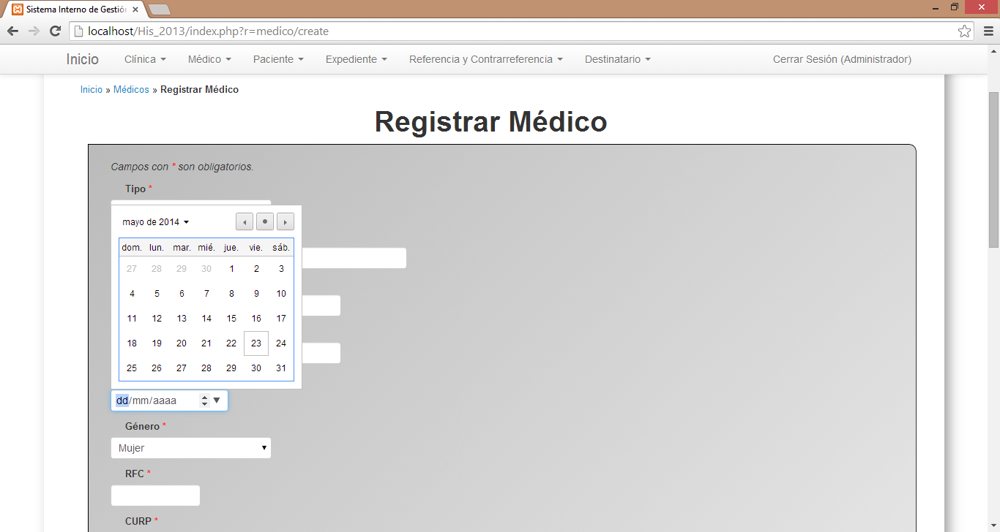 Sistema Interno de Gestión
localhost/His_2013/index.php?r=medico/create
Inicio Clínica Médico Paciente Expediente Referencia y Contrarreferencia Destinatario Cerrar Sesión (Administrador)
Inicio » Médicos » Registrar Médico
Registrar Médico
Campos con * son obligatorios.
Tipo *
mayo de 2014
dom. lun. mar. mié. jue. vie. sáb.
27 28 29 30 1 2 3
4 5 6 7 8 9 10
11 12 13 14 15 16 17
18 19 20 21 22 23 24
25 26 27 28 29 30 31
dd/mm/aaaa
Género *
Mujer
RFC *
CURP *